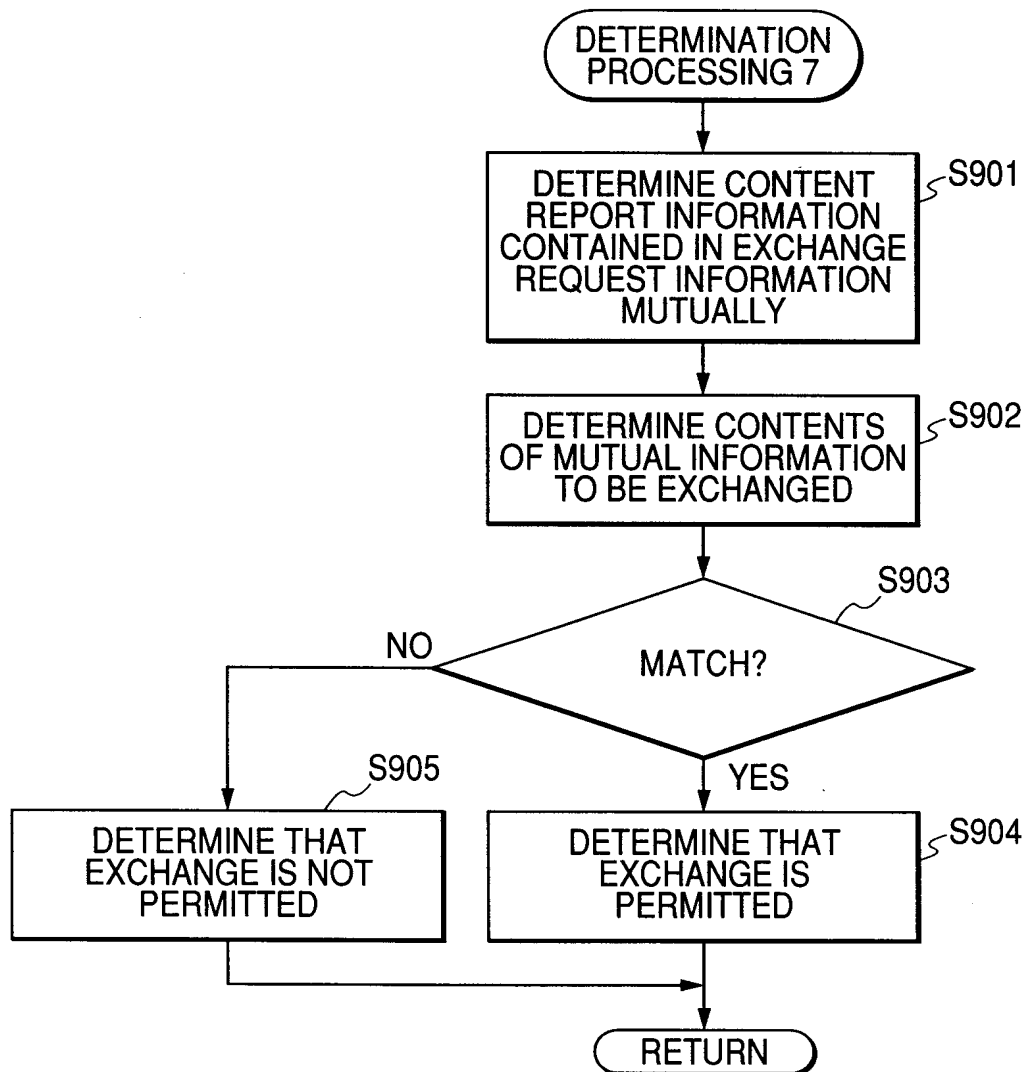 DETERMINATION
PROCESSING 7
S901
DETERMINE CONTENT
REPORT INFORMATION
CONTAINED IN EXCHANGE
REQUEST INFORMATION
MUTUALLY
S902
DETERMINE CONTENTS
OF MUTUAL INFORMATION
TO BE EXCHANGED
S903
MATCH?
NO
YES
S905
DETERMINE THAT
EXCHANGE IS NOT
PERMITTED
S904
DETERMINE THAT
EXCHANGE IS
PERMITTED
RETURN